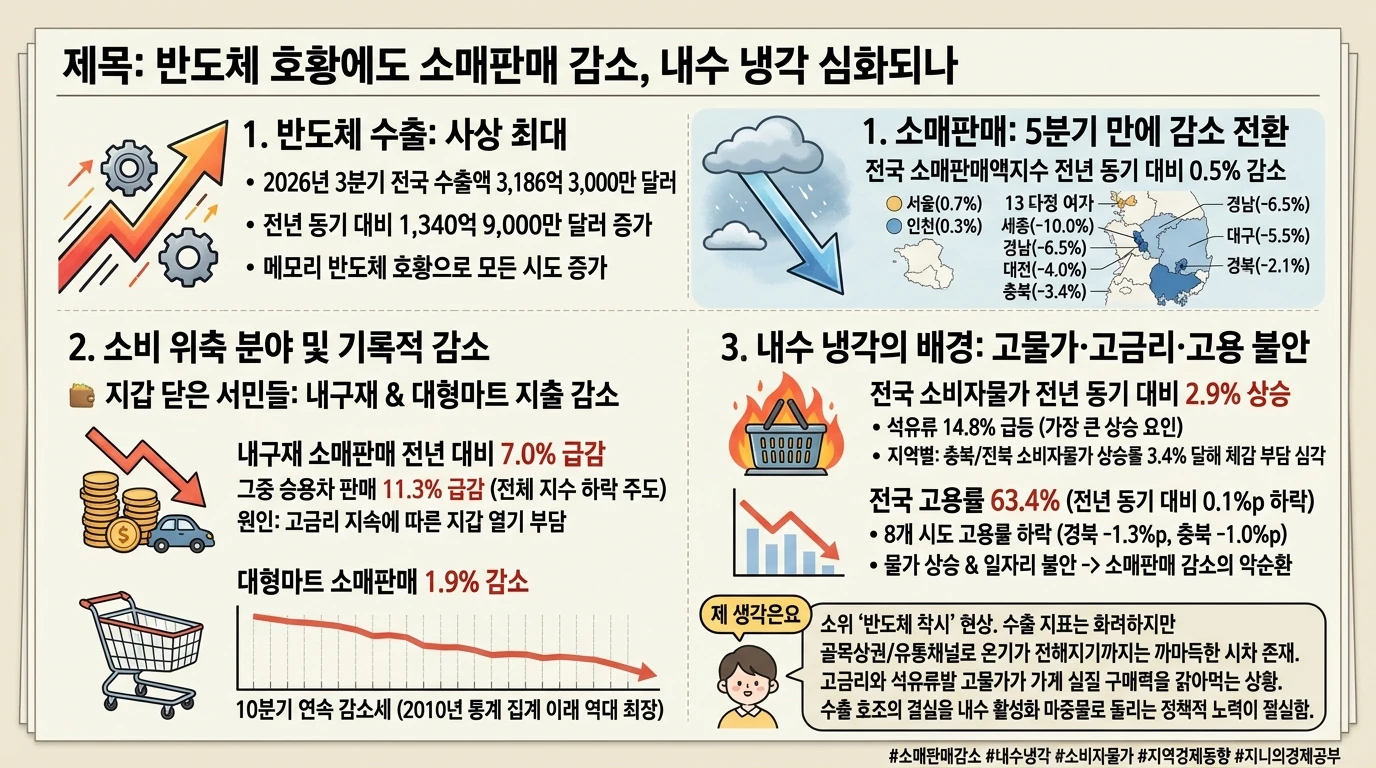 제목: 반도체 호황에도 소매판매 감소, 내수 냉각 심화되나
1. 반도체 수출: 사상 최대
• 2026년 3분기 전국 수출액 3,186억 3,000만 달러
• 전년 동기 대비 1,340억 9,000만 달러 증가
• 메모리 반도체 호황으로 모든 시도 증가
1. 소매판매: 5분기 만에 감소 전환
전국 소매판매액지수 전년 동기 대비 0.5% 감소
서울(0.7%)
인천(0.3%)
13 다정 여자
세종(-10.0%)
경남(-6.5%)
대전(-4.0%)
충북(-3.4%)
경남(-6.5%)
대구(-5.5%)
경북(-2.1%)
2. 소비 위축 분야 및 기록적 감소
지갑 닫은 서민들: 내구재 & 대형마트 지출 감소
내구재 소매판매 전년 대비 7.0% 급감
그중 승용차 판매 11.3% 급감 (전체 지수 하락 주도)
원인: 고금리 지속에 따른 지갑 열기 부담
$
대형마트 소매판매 1.9% 감소
10분기 연속 감소세 (2010년 통계 집계 이래 역대 최장)
3. 내수 냉각의 배경: 고물가·고금리·고용 불안
전국 소비자물가 전년 동기 대비 2.9% 상승
• 석유류 14.8% 급등 (가장 큰 상승 요인)
• 지역별: 충북/전북 소비자물가 상승률 3.4% 달해 체감 부담 심각
전국 고용률 63.4% (전년 동기 대비 0.1%p 하락)
• 8개 시도 고용률 하락 (경북 -1.3%p, 충북 -1.0%p)
• 물가 상승 & 일자리 불안 -> 소매판매 감소의 악순환
제 생각은요
소위 '반도체 착시' 현상. 수출 지표는 화려하지만
골목상권/유통채널로 온기가 전해지기까지는 까마득한 시차 존재.
고금리와 석유류발 고물가가 가계 실질 구매력을 갉아먹는 상황.
수출 호조의 결실을 내수 활성화 마중물로 돌리는 정책적 노력이 절실함.
#소매판매감소 #내수냉각 #소비자물가 #지역경제동향 #지니의경제공부